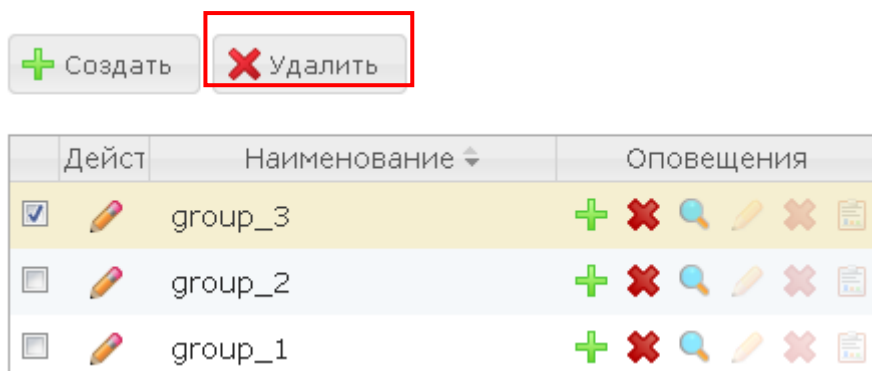 Создать Удалить
Дейст Наименование Оповещения
group_3
group_2
group_1